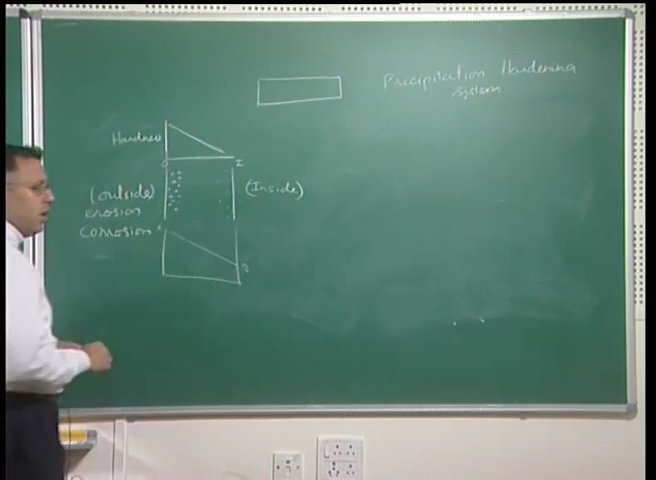 Precipitation Hardening
System
Hardness
O I
(outside) (Inside)
erosion
Corrosion A
B